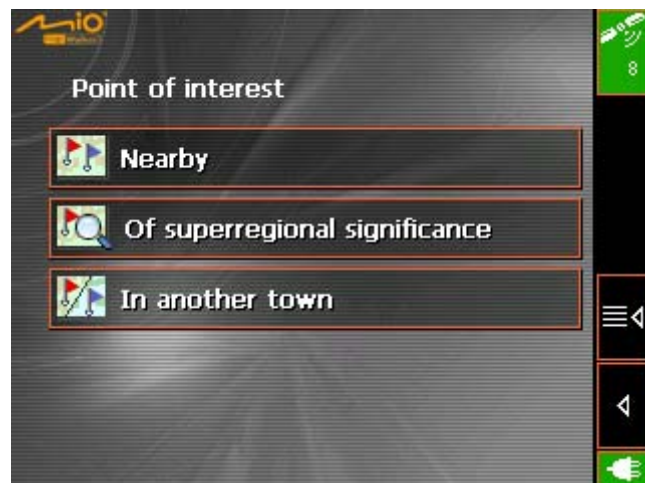 Mio
8
Point of interest
Nearby
Of superregional significance
In another town